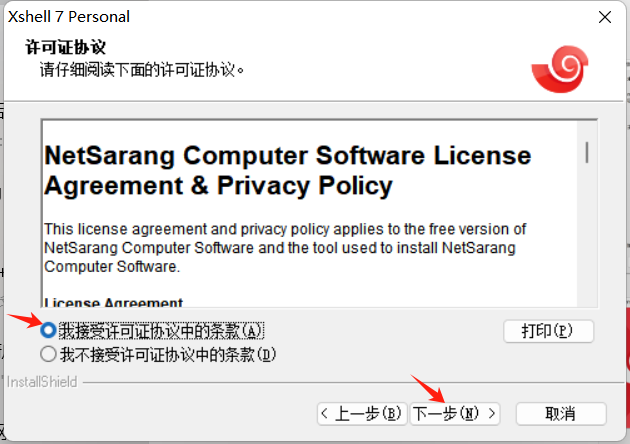 Xshell 7 Personal
许可证协议
请仔细阅读下面的许可证协议。
NetSarang Computer Software License
Agreement & Privacy Policy
This license agreement and privacy policy applies to the free version of
NetSarang Computer Software and the tool used to install NetSarang
Computer Software.
License Agreement
我接受许可证协议中的条款(A)
打印(P)
我不接受许可证协议中的条款(D)
InstallShield
< 上一步(B)
下一步(N) >
取消